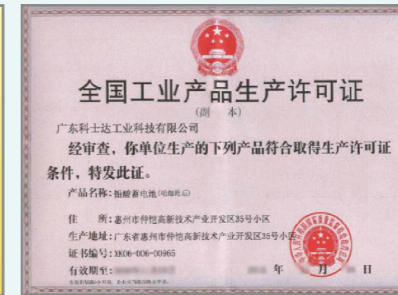 全国工业产品生产许可证
(副 本)
广东科士达工业科技有限公司
经审查，你单位生产的下列产品符合取得生产许可证
条件，特发此证。
产品名称：铅酸蓄电池
住 所：惠州市仲恺高新技术产业开发区35号小区
生产地址：广东省惠州市仲恺高新技术产业开发区35号小区
证书编号：XK06-006-00965
有效期至：
年 月 日